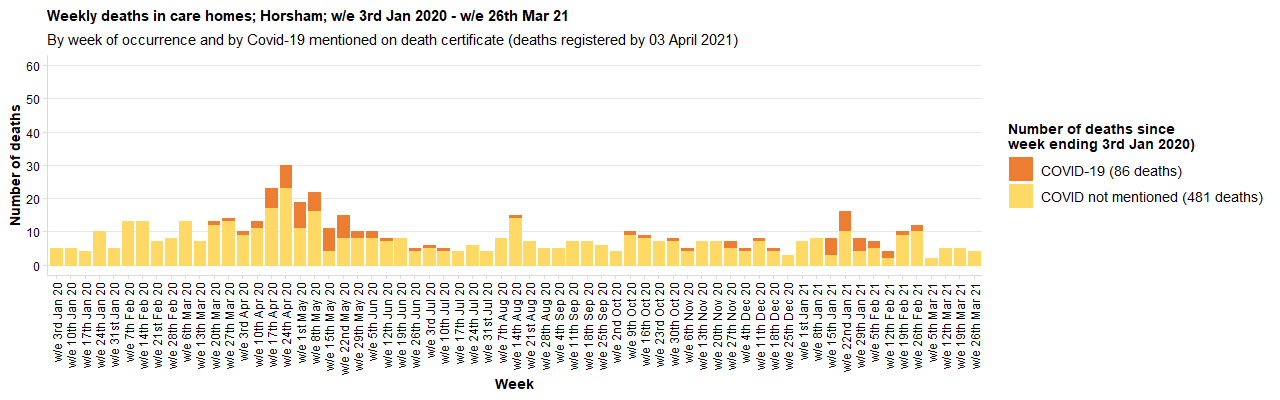 Weekly deaths in care homes; Horsham; w/e 3rd Jan 2020 - w/e 26th Mar 21
By week of occurrence and by Covid-19 mentioned on death certificate (deaths registered by 03 April 2021)
Number of deaths
60
50
40
30
20
10
0
w/e 3rd Jan 20
w/e 10th Jan 20
w/e 17th Jan 20
w/e 24th Jan 20
w/e 31st Jan 20
w/e 7th Feb 20
w/e 14th Feb 20
w/e 21st Feb 20
w/e 28th Feb 20
w/e 6th Mar 20
w/e 13th Mar 20
w/e 20th Mar 20
w/e 27th Mar 20
w/e 3rd Apr 20
w/e 10th Apr 20
w/e 17th Apr 20
w/e 24th Apr 20
w/e 1st May 20
w/e 8th May 20
w/e 15th May 20
w/e 22nd May 20
w/e 29th May 20
w/e 5th Jun 20
w/e 12th Jun 20
w/e 19th Jun 20
w/e 26th Jun 20
w/e 3rd Jul 20
w/e 10th Jul 20
w/e 17th Jul 20
w/e 24th Jul 20
w/e 31st Jul 20
w/e 7th Aug 20
w/e 14th Aug 20
w/e 21st Aug 20
w/e 28th Aug 20
w/e 4th Sep 20
w/e 11th Sep 20
w/e 18th Sep 20
w/e 25th Sep 20
w/e 2nd Oct 20
w/e 9th Oct 20
w/e 16th Oct 20
w/e 23rd Oct 20
w/e 30th Oct 20
w/e 6th Nov 20
w/e 13th Nov 20
w/e 20th Nov 20
w/e 27th Nov 20
w/e 4th Dec 20
w/e 11th Dec 20
w/e 18th Dec 20
w/e 25th Dec 20
w/e 1st Jan 21
w/e 8th Jan 21
w/e 15th Jan 21
w/e 22nd Jan 21
w/e 29th Jan 21
w/e 5th Feb 21
w/e 12th Feb 21
w/e 19th Feb 21
w/e 26th Feb 21
w/e 5th Mar 21
w/e 12th Mar 21
w/e 19th Mar 21
w/e 26th Mar 21
Week
Number of deaths since
week ending 3rd Jan 2020)
COVID-19 (86 deaths)
COVID not mentioned (481 deaths)